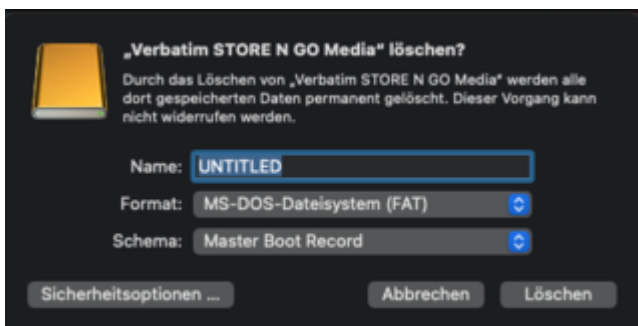 „Verbatim STORE N GO Media“ löschen?
Durch das Löschen von „Verbatim STORE N GO Media“ werden alle
dort gespeicherten Daten permanent gelöscht. Dieser Vorgang kann
nicht widerrufen werden.
Name: UNTITLED
Format: MS-DOS-Dateisystem (FAT)
Schema: Master Boot Record
Sicherheitsoptionen ... Abbrechen Löschen